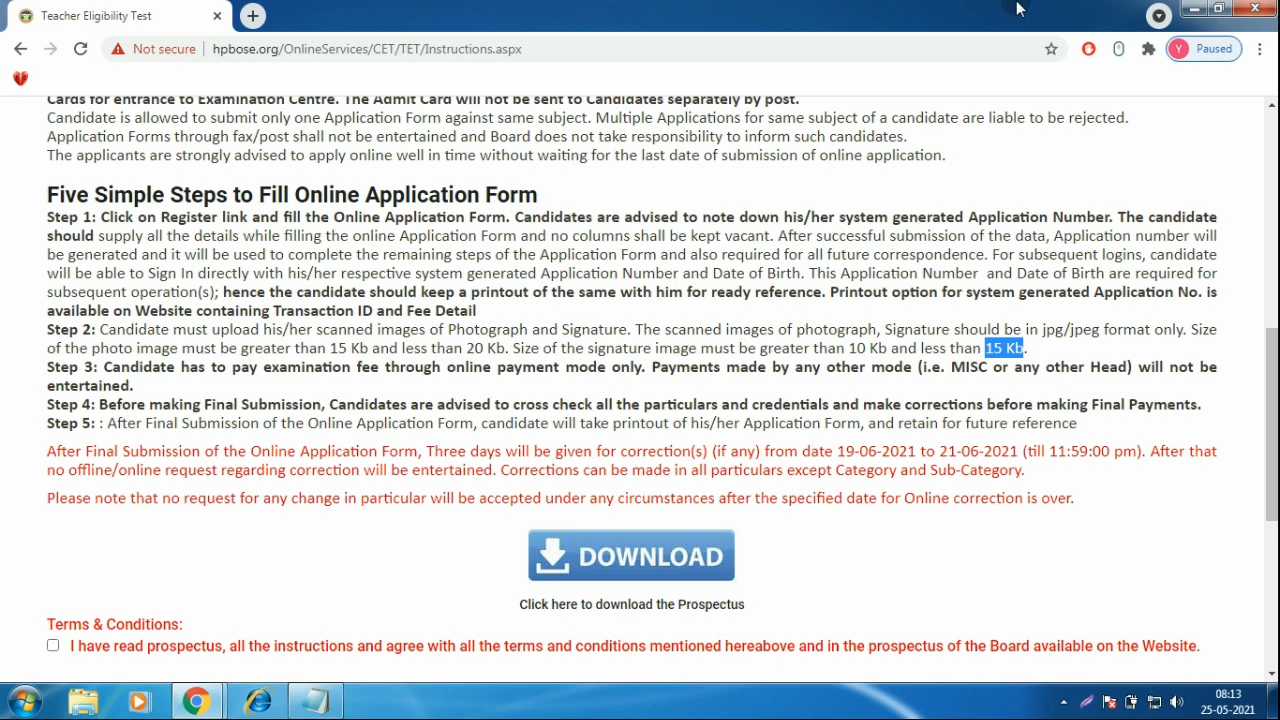 Teacher Eligibility Test
Not secure
hpbose.org/OnlineServices/CET/TET/Instructions.aspx
Y Paused
Cards for entrance to Examination Centre. The Admit Card will not be sent to Candidates separately by post.
Candidate is allowed to submit only one Application Form against same subject. Multiple Applications for same subject of a candidate are liable to be rejected.
Application Forms through fax/post shall not be entertained and Board does not take responsibility to inform such candidates.
The applicants are strongly advised to apply online well in time without waiting for the last date of submission of online application.
Five Simple Steps to Fill Online Application Form
Step 1: Click on Register link and fill the Online Application Form. Candidates are advised to note down his/her system generated Application Number. The candidate
should supply all the details while filling the online Application Form and no columns shall be kept vacant. After successful submission of the data, Application number will
be generated and it will be used to complete the remaining steps of the Application Form and also required for all future correspondence. For subsequent logins, candidate
will be able to Sign In directly with his/her respective system generated Application Number and Date of Birth. This Application Number and Date of Birth are required for
subsequent operation(s); hence the candidate should keep a printout of the same with him for ready reference. Printout option for system generated Application No. is
available on Website containing Transaction ID and Fee Detail
Step 2: Candidate must upload his/her scanned images of Photograph and Signature. The scanned images of photograph, Signature should be in jpg/jpeg format only. Size
of the photo image must be greater than 15 Kb and less than 20 Kb. Size of the signature image must be greater than 10 Kb and less than 15 Kb.
Step 3: Candidate has to pay examination fee through online payment mode only. Payments made by any other mode (i.e. MISC or any other Head) will not be
entertained.
Step 4: Before making Final Submission, Candidates are advised to cross check all the particulars and credentials and make corrections before making Final Payments.
Step 5: : After Final Submission of the Online Application Form, candidate will take printout of his/her Application Form, and retain for future reference
After Final Submission of the Online Application Form, Three days will be given for correction(s) (if any) from date 19-06-2021 to 21-06-2021 (till 11:59:00 pm). After that
no offline/online request regarding correction will be entertained. Corrections can be made in all particulars except Category and Sub-Category.
Please note that no request for any change in particular will be accepted under any circumstances after the specified date for Online correction is over.
DOWNLOAD
Click here to download the Prospectus
Terms & Conditions:
I have read prospectus, all the instructions and agree with all the terms and conditions mentioned hereabove and in the prospectus of the Board available on the Website.
08:13
25-05-2021